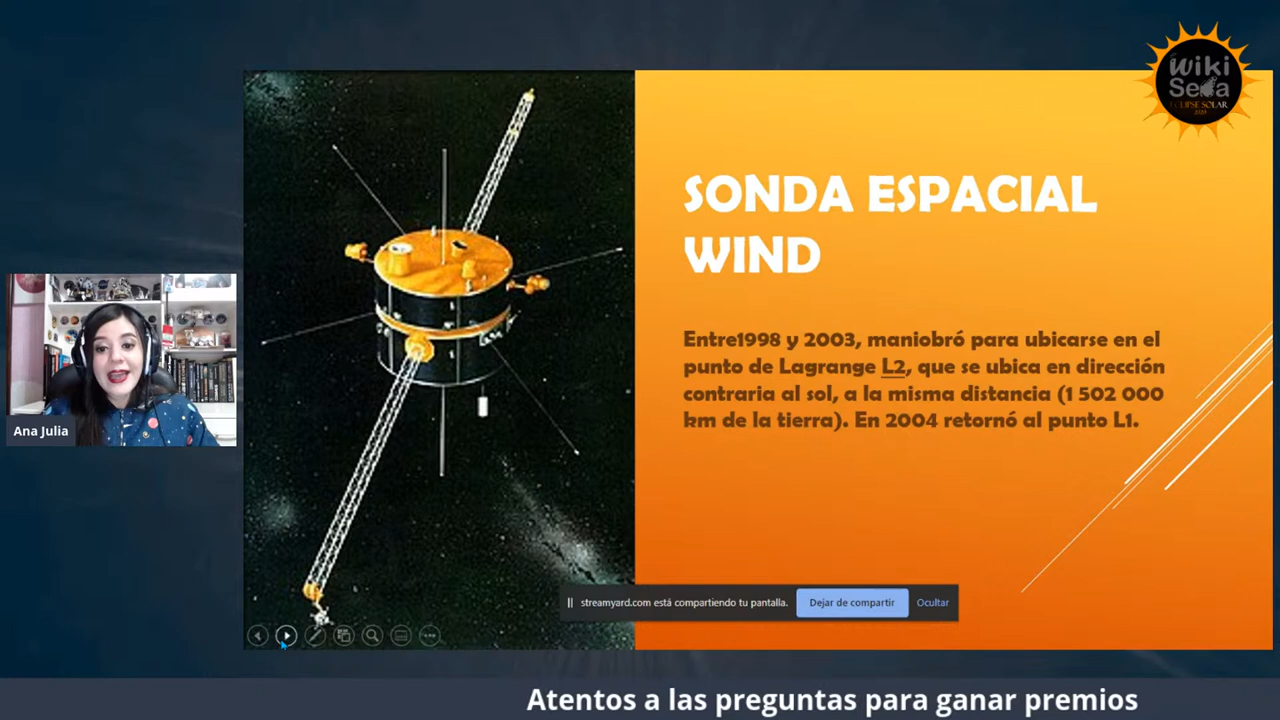 Wiki
Seda
ECLIPSE SOLAR
2020
SONDA ESPACIAL
WIND
Entre1998 y 2003, maniobró para ubicarse en el
punto de Lagrange L2, que se ubica en dirección
contraria al sol, a la misma distancia (1 502 000
km de la tierra). En 2004 retornó al punto L1.
Ana Julia
streamyard.com está compartiendo tu pantalla.
Dejar de compartir
Ocultar
Atentos a las preguntas para ganar premios